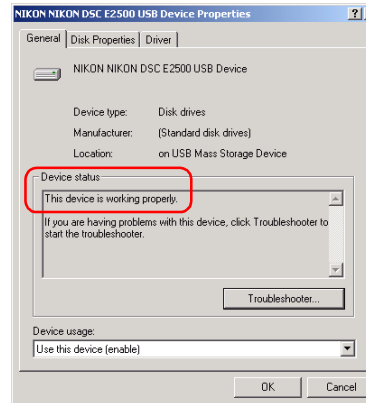 NIKON NIKON DSC E2500 USB Device Properties
General Disk Properties Driver
NIKON NIKON DSC E2500 USB Device
Device type: Disk drives
Manufacturer: (Standard disk drives)
Location: on USB Mass Storage Device
Device status
This device is working properly.
If you are having problems with this device, click Troubleshooter to
start the troubleshooter.
Troubleshooter...
Device usage:
Use this device (enable)
OK Cancel